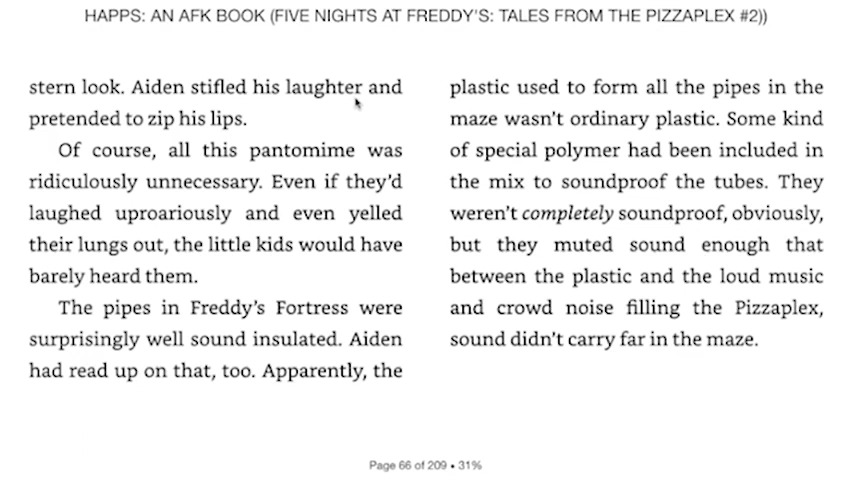 HAPPS: AN AFK BOOK (FIVE NIGHTS AT FREDDY'S: TALES FROM THE PIZZAPLEX #2))
stern look. Aiden stifled his laughter and
pretended to zip his lips.
Of course, all this pantomime was
ridiculously unnecessary. Even if they'd
laughed uproariously and even yelled
their lungs out, the little kids would have
barely heard them.
The pipes in Freddy's Fortress were
surprisingly well sound insulated. Aiden
had read up on that, too. Apparently, the
plastic used to form all the pipes in the
maze wasn't ordinary plastic. Some kind
of special polymer had been included in
the mix to soundproof the tubes. They
weren't completely soundproof, obviously,
but they muted sound enough that
between the plastic and the loud music
and crowd noise filling the Pizzaplex,
sound didn't carry far in the maze.
Page 66 of 209 • 31%